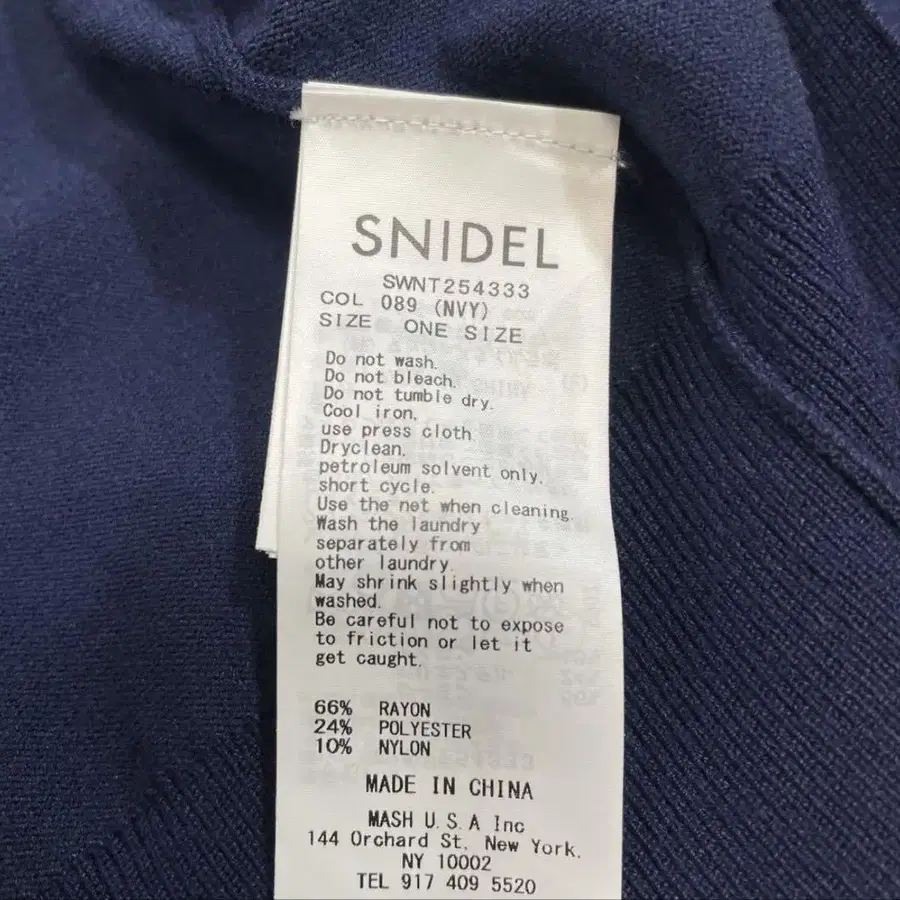 SNIDEL
SWNT254333
COL 089 (NVY)
SIZE ONE SIZE
Do not wash.
Do not bleach.
Do not tumble dry.
Cool iron.
use press cloth
Dryclean.
petroleum solvent only.
short cycle.
Use the net when cleaning.
Wash the laundry
separately from
other laundry.
May shrink slightly when
washed.
Be careful not to expose
to friction or let it
get caught.
66% RAYON
24% POLYESTER
10% NYLON
MADE IN CHINA
MASH U.S.A Inc
144 Orchard St. New York.
NY 10002
TEL 917 409 5520